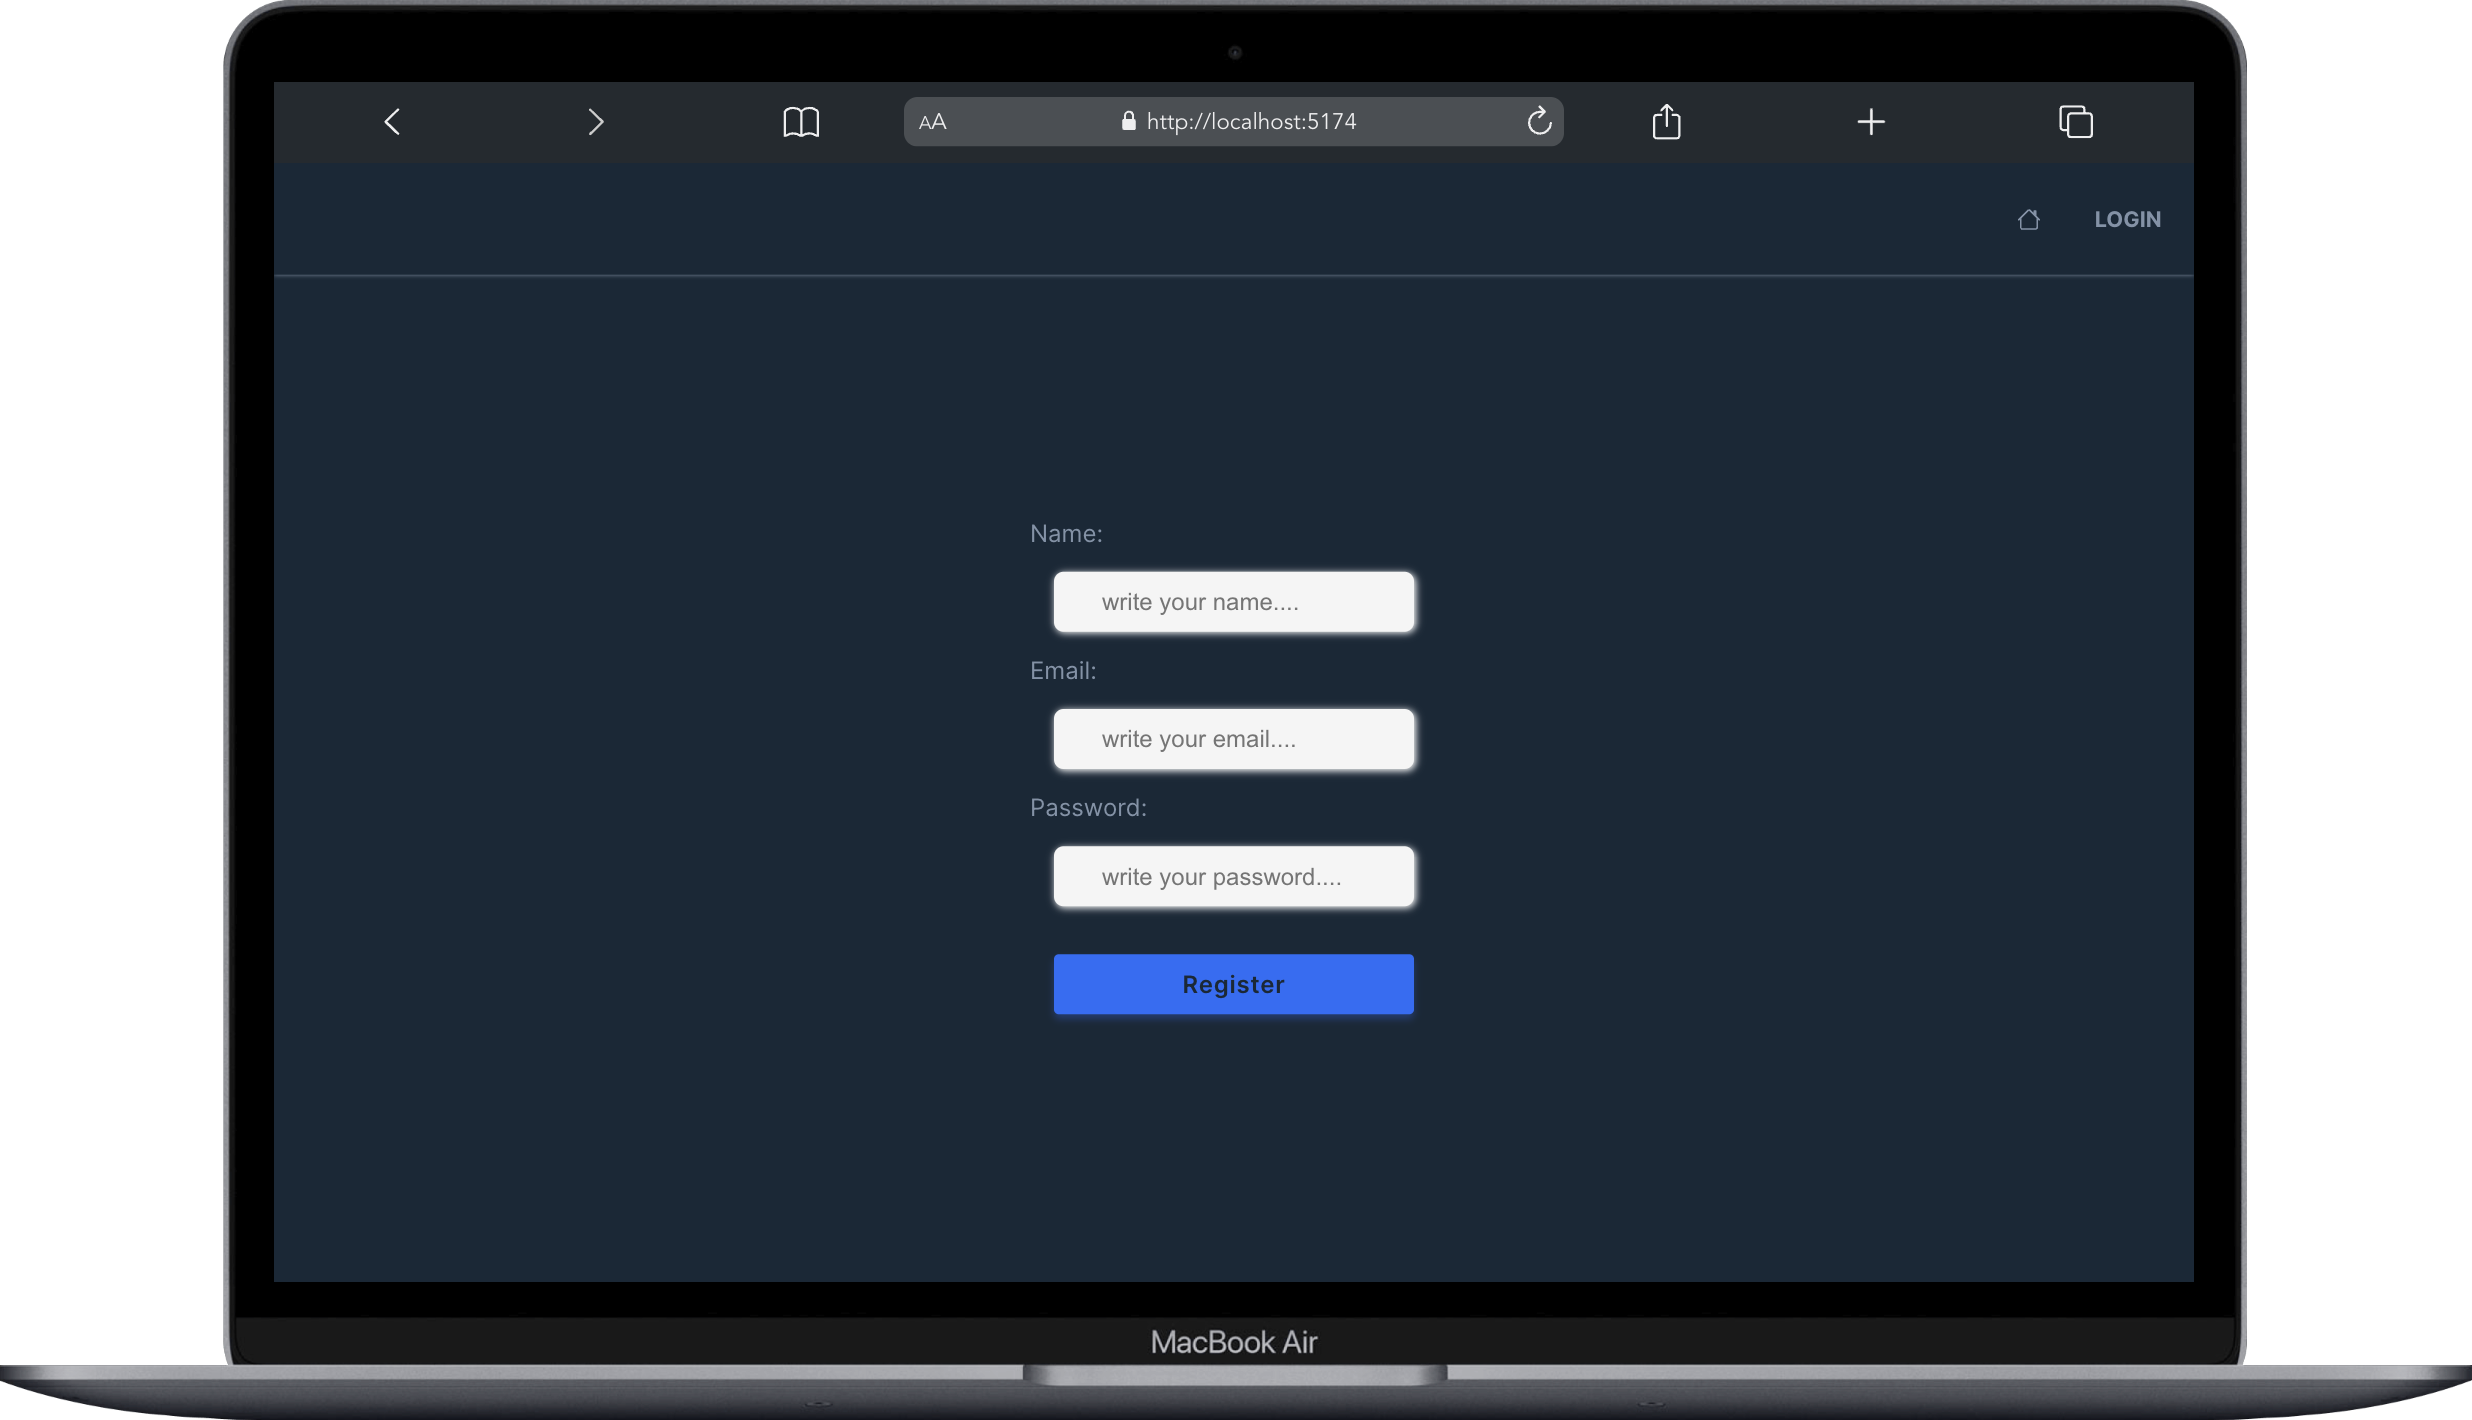 AA http://localhost:5174
LOGIN
Name:
write your name....
Email:
write your email....
Password:
write your password....
Register
MacBook Air